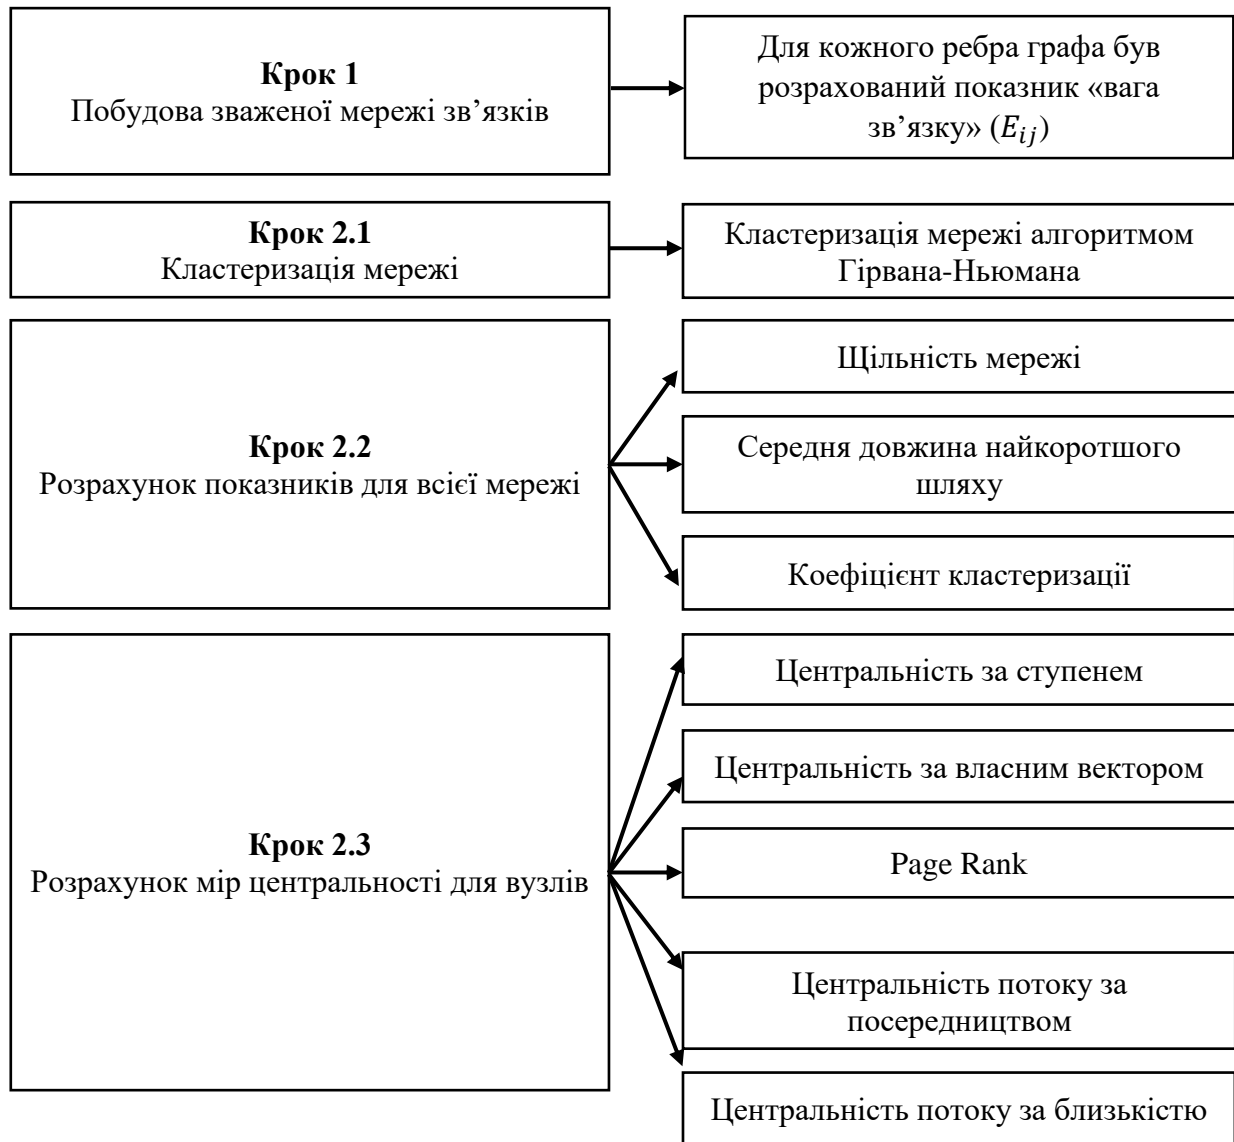 Крок 1
Побудова зваженої мережі зв’язків
Для кожного ребра графа був
розрахований показник «вага
зв’язку» (E_{ij})
Крок 2.1
Кластеризація мережі
Кластеризація мережі алгоритмом
Гірвана-Ньюмана
Крок 2.2
Розрахунок показників для всієї мережі
Щільність мережі
Середня довжина найкоротшого
шляху
Коефіцієнт кластеризації
Крок 2.3
Розрахунок мір центральності для вузлів
Центральність за ступенем
Центральність за власним вектором
Page Rank
Центральність потоку за
посередництвом
Центральність потоку за близькістю